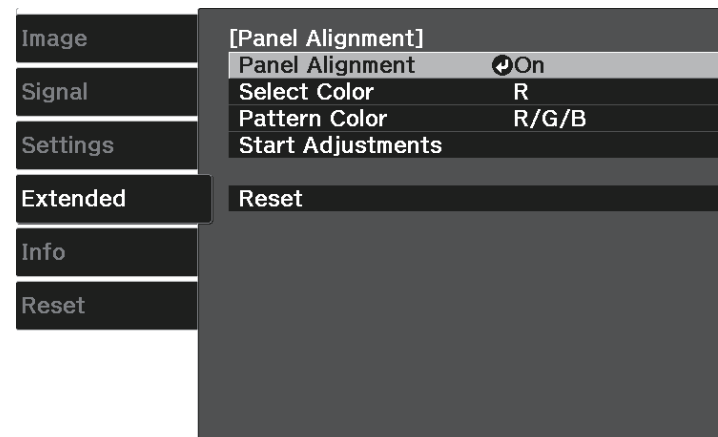 Image
Signal
Settings
Extended
Info
Reset
[Panel Alignment]
Panel Alignment On
Select Color R
Pattern Color R/G/B
Start Adjustments
Reset